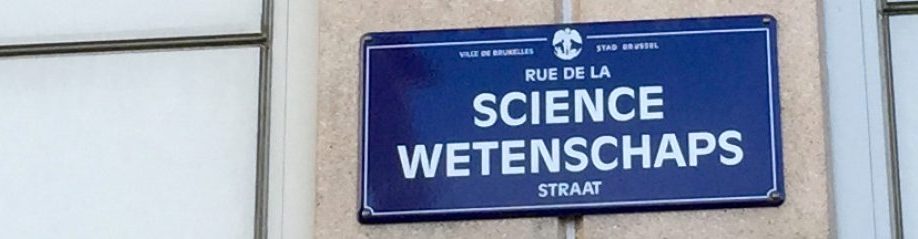 VILLE DE BRUXELLES STAD BRUSSEL
RUE DE LA
SCIENCE
WETENSCHAPS
STRAAT